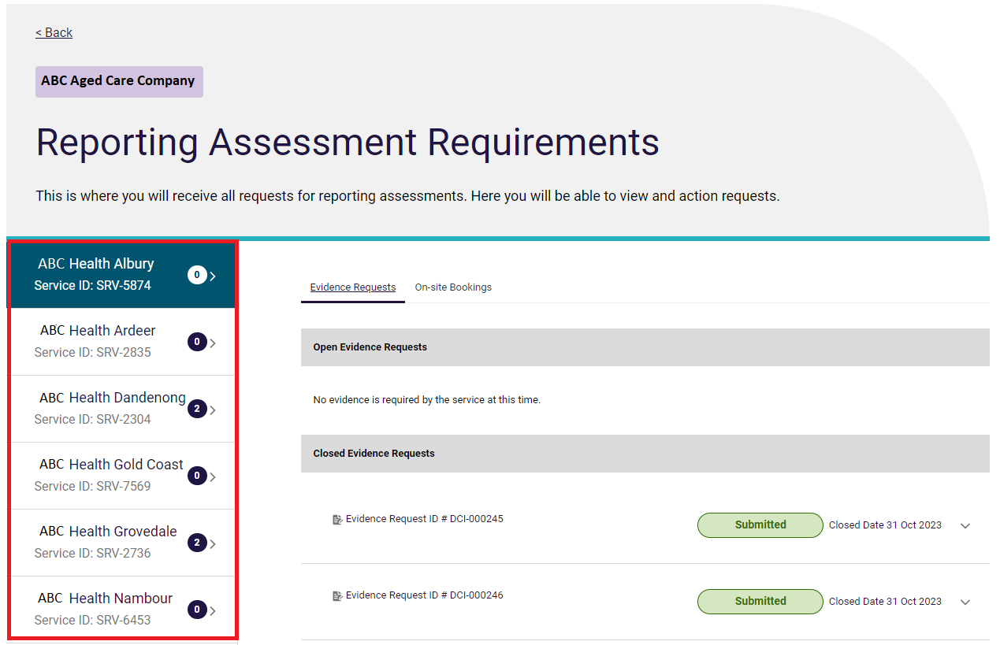 < Back
ABC Aged Care Company
Reporting Assessment Requirements
This is where you will receive all requests for reporting assessments. Here you will be able to view and action requests.
ABC Health Albury
Service ID: SRV-5874
0
ABC Health Ardeer
Service ID: SRV-2835
0
ABC Health Dandenong
Service ID: SRV-2304
2
ABC Health Gold Coast
Service ID: SRV-7569
0
ABC Health Grovedale
Service ID: SRV-2736
2
ABC Health Nambour
Service ID: SRV-6453
0
Evidence Requests On-site Bookings
Open Evidence Requests
No evidence is required by the service at this time.
Closed Evidence Requests
Evidence Request ID # DCI-000245 Submitted Closed Date 31 Oct 2023
Evidence Request ID # DCI-000246 Submitted Closed Date 31 Oct 2023